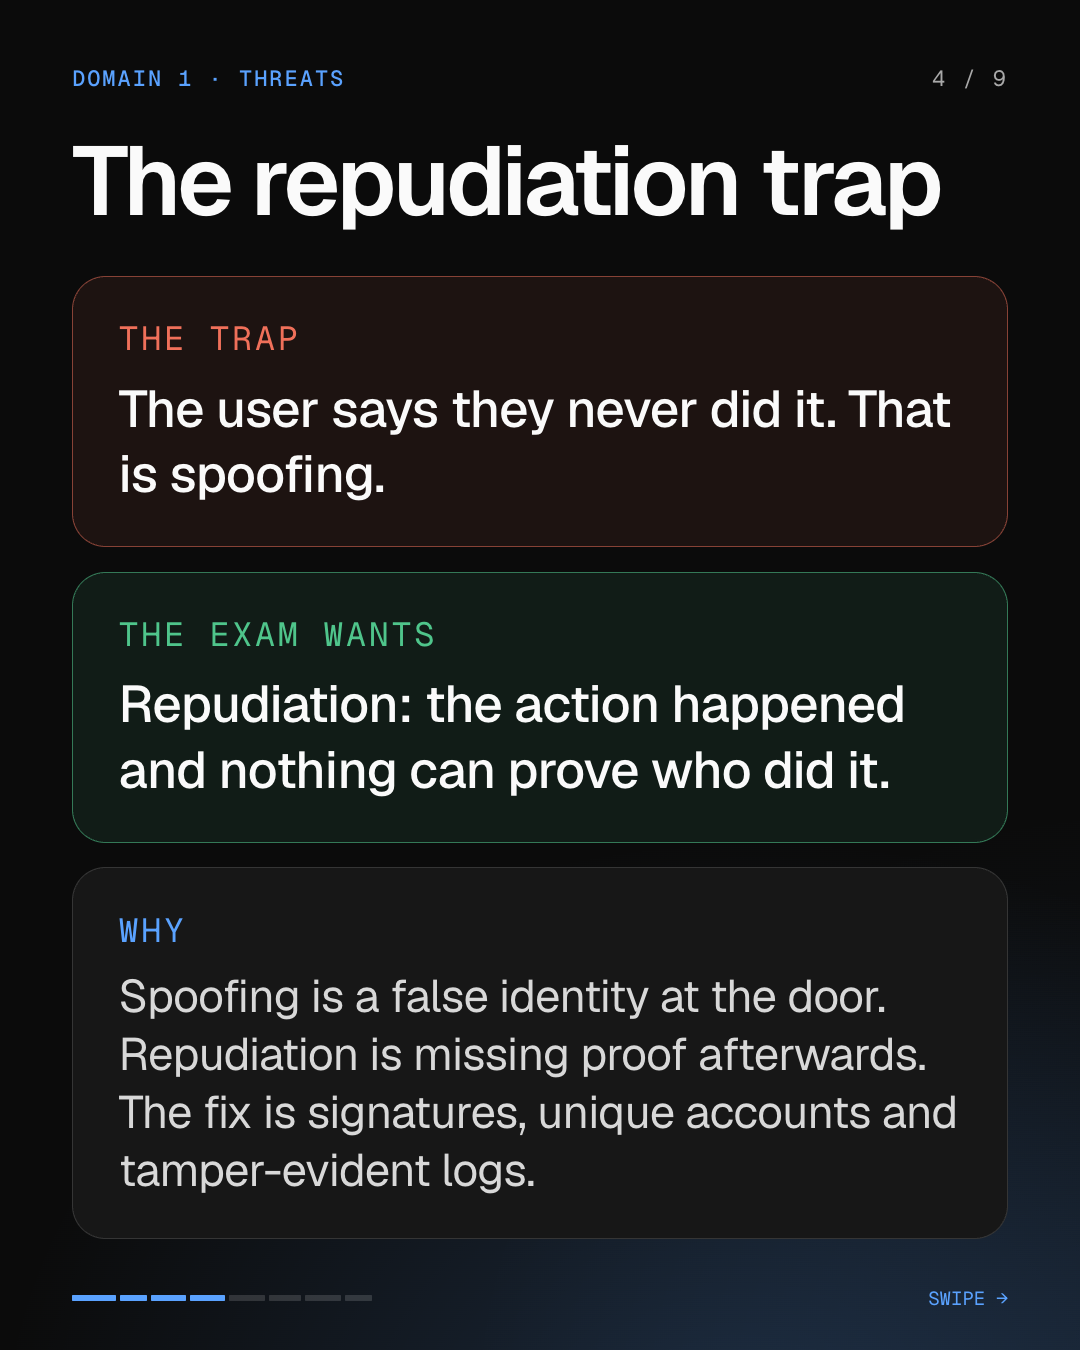 DOMAIN 1 · THREATS
4 / 9
The repudiation trap
THE TRAP
The user says they never did it. That
is spoofing.
THE EXAM WANTS
Repudiation: the action happened
and nothing can prove who did it.
WHY
Spoofing is a false identity at the door.
Repudiation is missing proof afterwards.
The fix is signatures, unique accounts and
tamper-evident logs.
SWIPE →